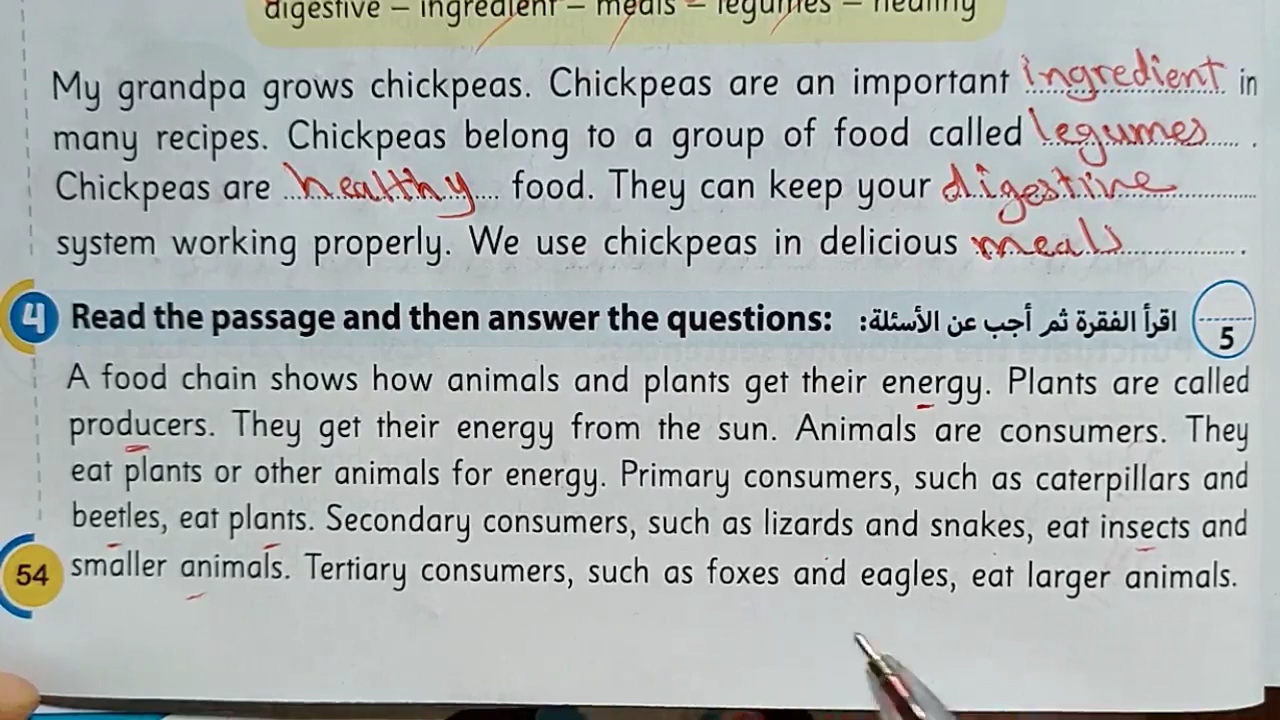 digestive – ingredient – meals – legumes – healthy
My grandpa grows chickpeas. Chickpeas are an important ingredient in
many recipes. Chickpeas belong to a group of food called legumes .
Chickpeas are healthy food. They can keep your digestive
system working properly. We use chickpeas in delicious meals .
4 Read the passage and then answer the questions: اقرأ الفقرة ثم أجب عن الأسئلة: 5
A food chain shows how animals and plants get their energy. Plants are called
producers. They get their energy from the sun. Animals are consumers. They
eat plants or other animals for energy. Primary consumers, such as caterpillars and
beetles, eat plants. Secondary consumers, such as lizards and snakes, eat insects and
smaller animals. Tertiary consumers, such as foxes and eagles, eat larger animals.
54